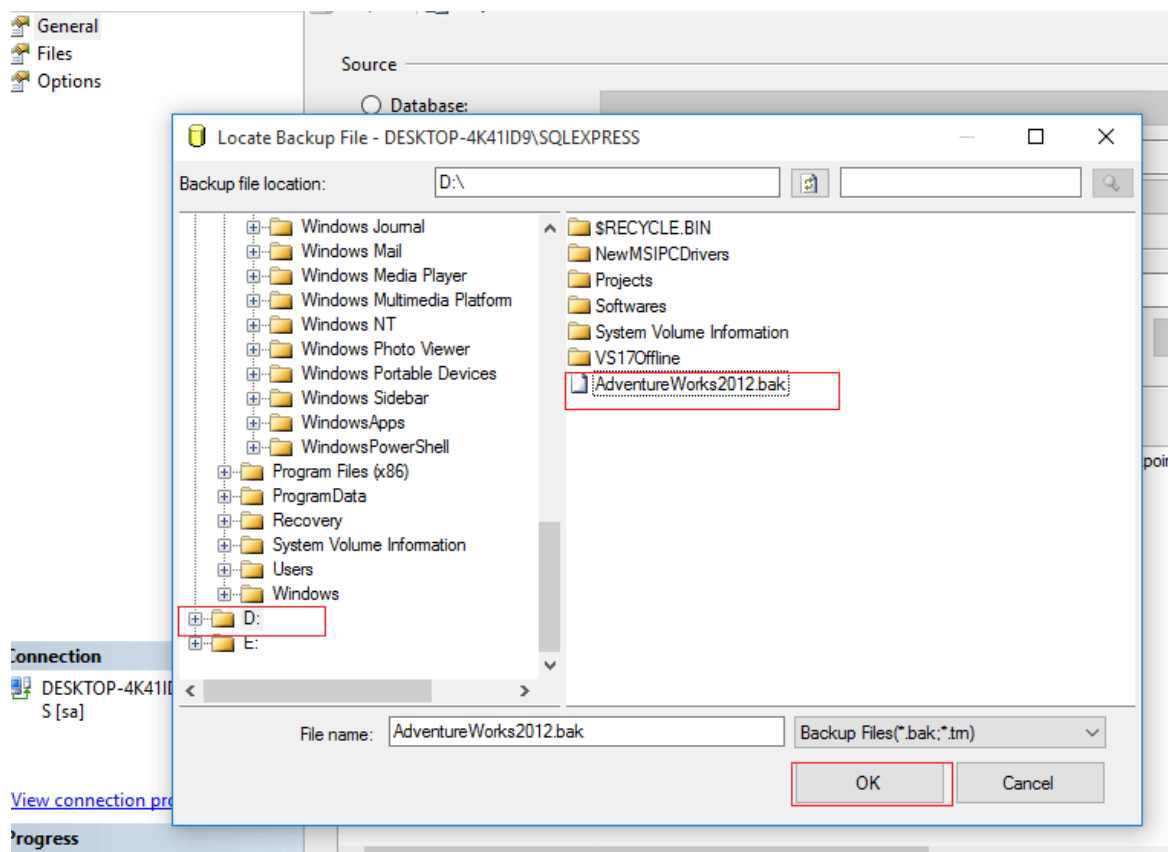 General
Files
Options
Source
Database:
Locate Backup File - DESKTOP-4K41ID9\SQLEXPRESS
Backup file location:
D:\
Windows Journal
Windows Mail
Windows Media Player
Windows Multimedia Platform
Windows NT
Windows Photo Viewer
Windows Portable Devices
Windows Sidebar
WindowsApps
WindowsPowerShell
Program Files (x86)
ProgramData
Recovery
System Volume Information
Users
Windows
D:
E:
$RECYCLE.BIN
NewMSIPCDrivers
Projects
Softwares
System Volume Information
VS17Offline
AdventureWorks2012.bak
File name:
AdventureWorks2012.bak
Backup Files(*.bak;*.trn)
OK
Cancel
Connection
DESKTOP-4K41I
S [sa]
View connection pro
Progress
poin